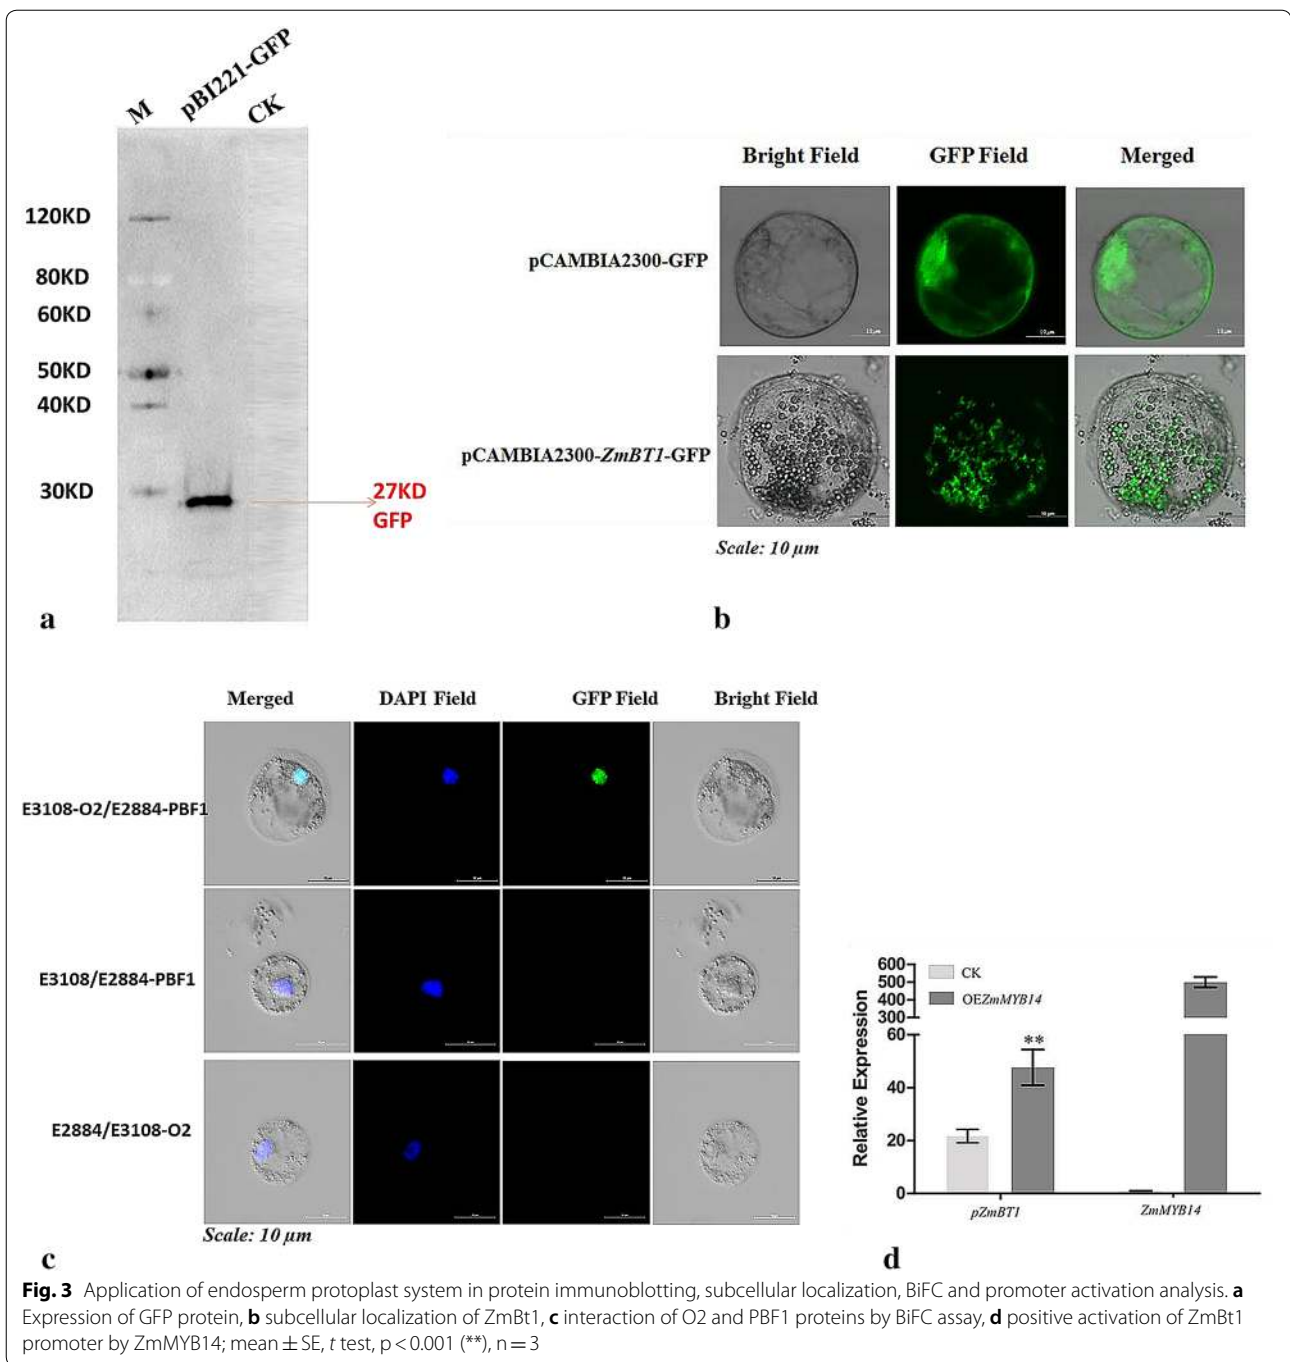 M pBI221-GFP CK
120KD
80KD
60KD
50KD
40KD
30KD
27KD
GFP
a
Bright Field GFP Field Merged
pCAMBIA2300-GFP
10 µm
pCAMBIA2300-ZmBT1-GFP
Scale: 10 µm
b
Merged DAPI Field GFP Field Bright Field
E3108-O2/E2884-PBF1
E3108/E2884-PBF1
E2884/E3108-O2
Scale: 10 µm
c
Relative Expression
600
500
400
300
60
40
20
0
CK
OEZmMYB14
**
pZmBT1 ZmMYB14
d
Fig. 3 Application of endosperm protoplast system in protein immunoblotting, subcellular localization, BiFC and promoter activation analysis. a
Expression of GFP protein, b subcellular localization of ZmBt1, c interaction of O2 and PBF1 proteins by BiFC assay, d positive activation of ZmBt1
promoter by ZmMYB14; mean ± SE, t test, p < 0.001 (**), n = 3